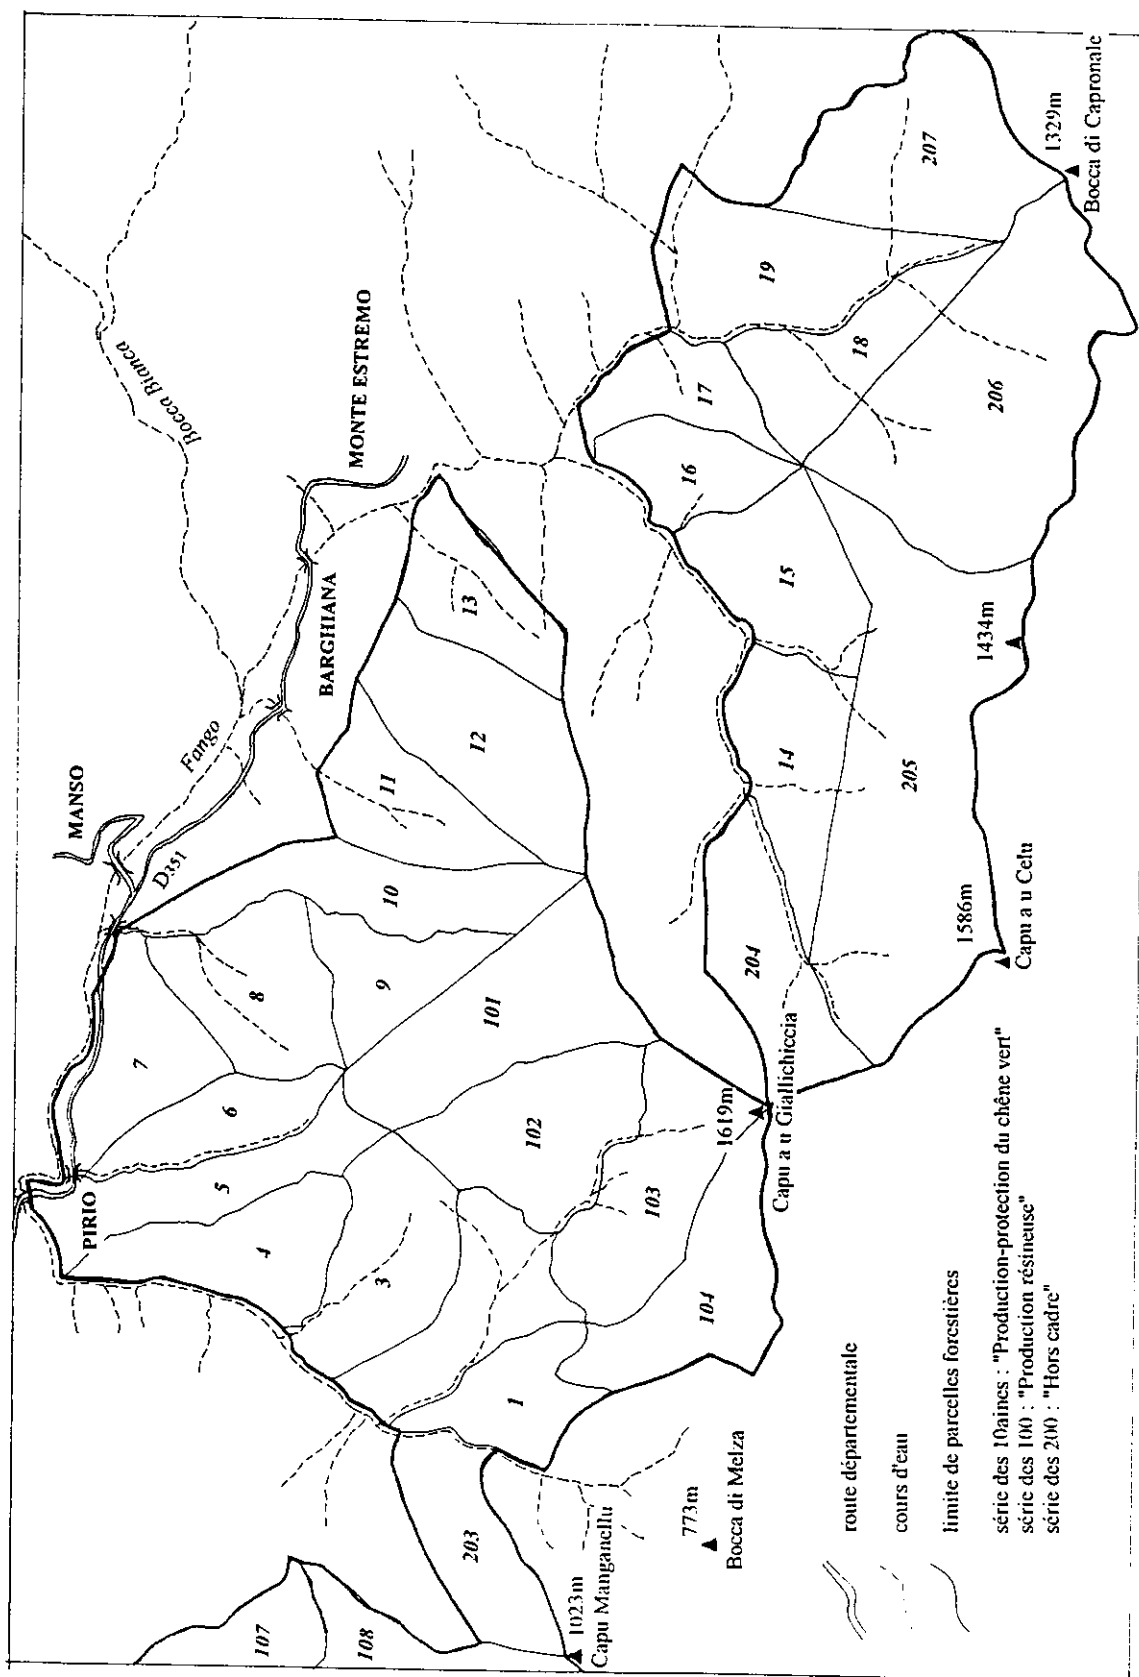 MANSO
Fango
Bocca Bianca
D351
MONTE ESTREMO
BARGHIANA
PIRIO
1
3
4
5
6
7
8
9
10
11
12
13
14
15
16
17
18
19
101
102
103
104
107
108
203
204
205
206
207
1023m
Capu Manganellu
773m
Bocca di Melza
1619m
Capu a u Giallichiccia
1586m
Capu a u Celu
1434m
1329m
Bocca di Capronale
route départementale
cours d'eau
limite de parcelles forestières
série des 10aines : "Production-protection du chêne vert"
série des 100 : "Production résineuse"
série des 200 : "Hors cadre"